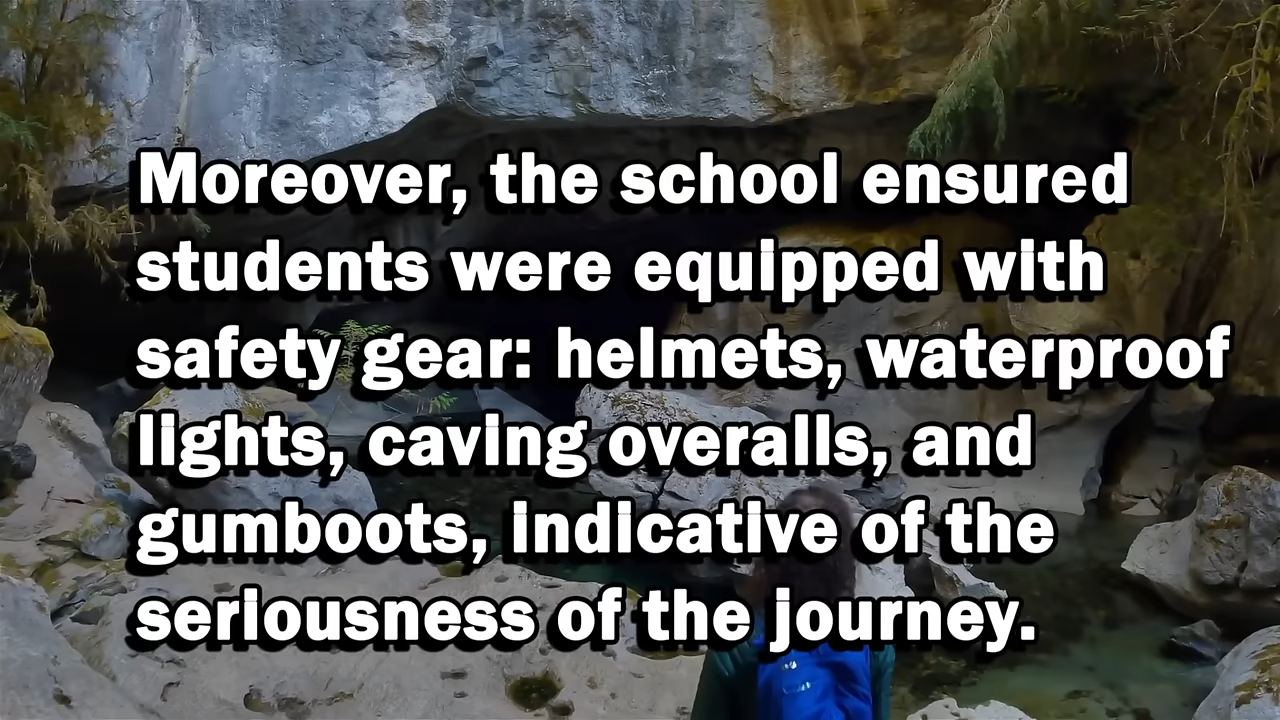 Moreover, the school ensured
students were equipped with
safety gear: helmets, waterproof
lights, caving overalls, and
gumboots, indicative of the
seriousness of the journey.